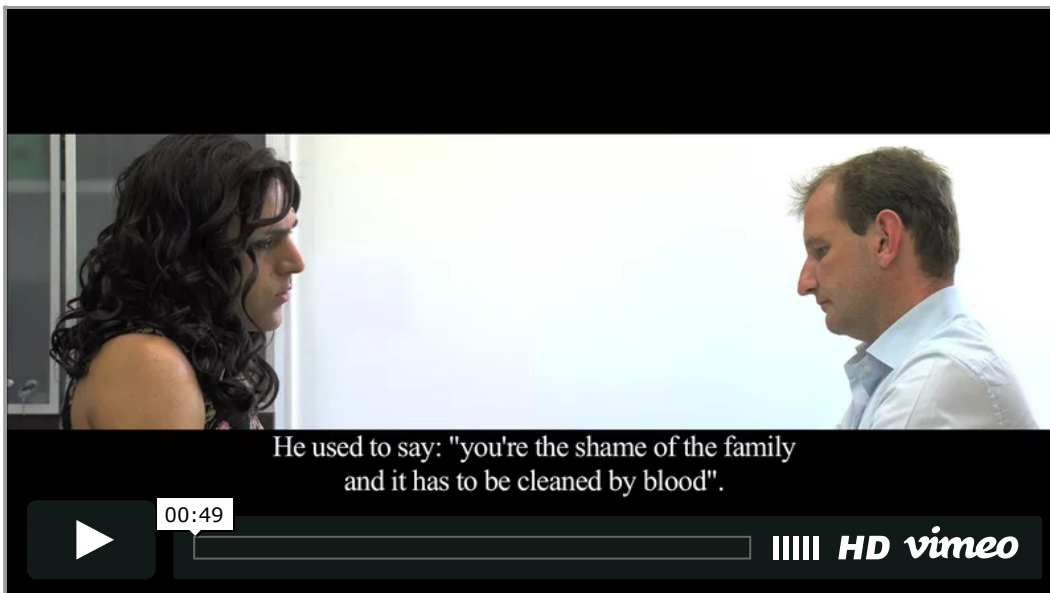 He used to say: "you're the shame of the family
and it has to be cleaned by blood".
00:49
HD vimeo